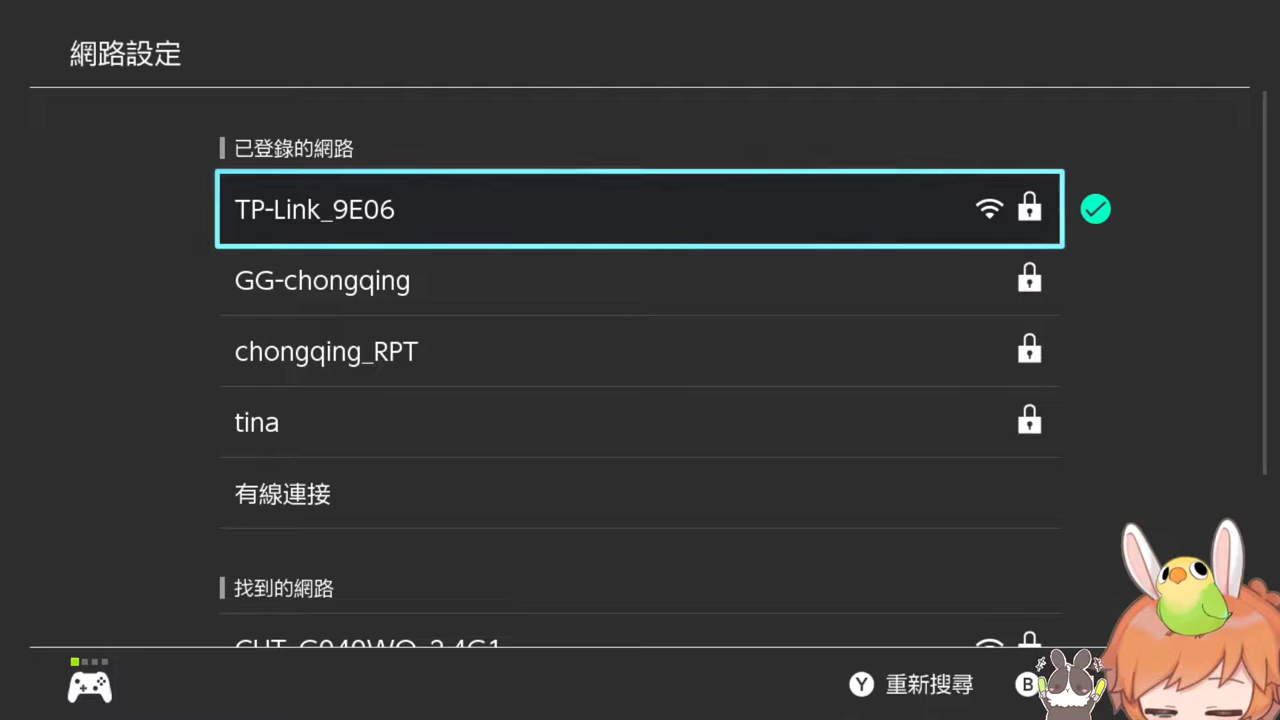 網路設定
已登錄的網路
TP-Link_9E06
GG-chongqing
chongqing_RPT
tina
有線連接
找到的網路
Y 重新搜尋 B